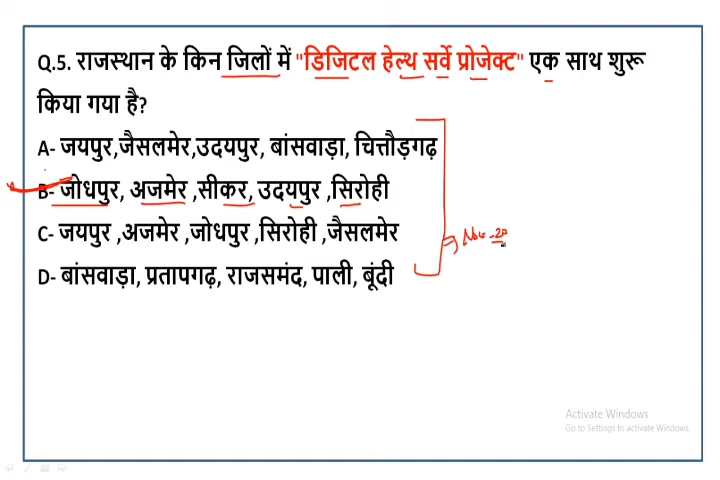 Q.5. राजस्थान के किन जिलों में "डिजिटल हेल्थ सर्वे प्रोजेक्ट" एक साथ शुरू
किया गया है?
A- जयपुर,जैसलमेर,उदयपुर, बांसवाड़ा, चित्तौड़गढ़
B- जोधपुर, अजमेर ,सीकर, उदयपुर ,सिरोही
C- जयपुर ,अजमेर ,जोधपुर ,सिरोही ,जैसलमेर
D- बांसवाड़ा, प्रतापगढ़, राजसमंद, पाली, बूंदी
Activate Windows
Go to Settings to activate Windows.